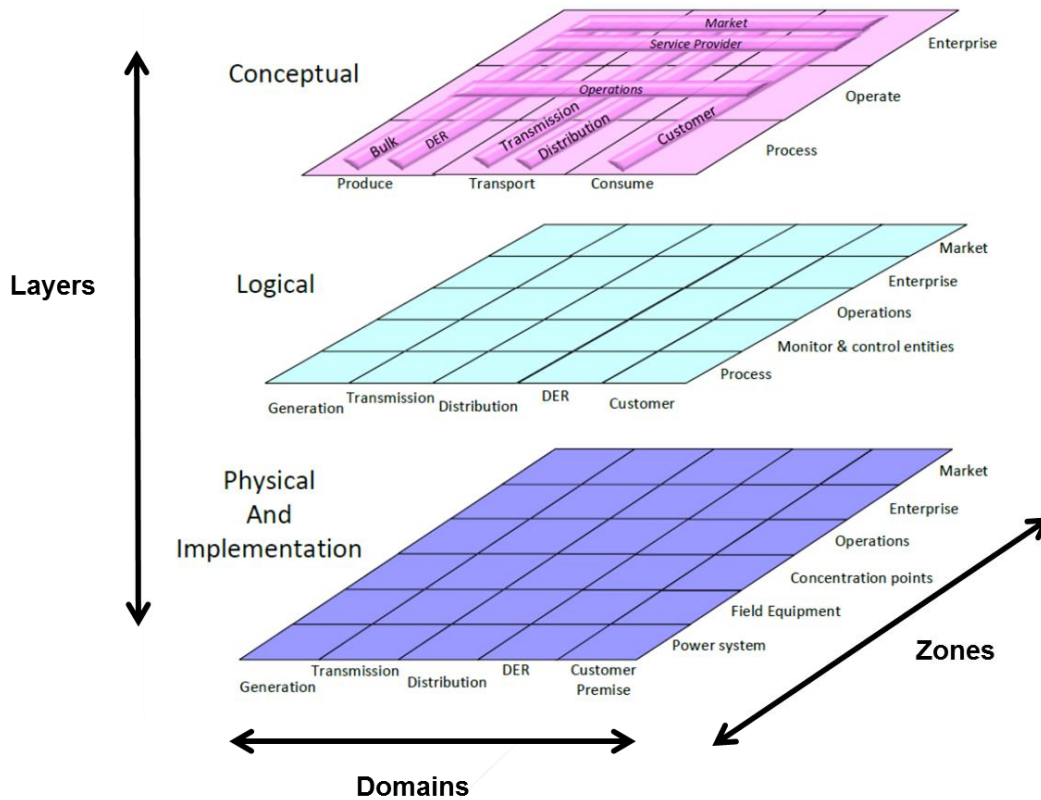 Market
Service Provider
Enterprise
Conceptual
Operations
Operate
Bulk
DER
Transmission
Distribution
Customer
Process
Produce
Transport
Consume
Layers
Logical
Market
Enterprise
Operations
Monitor & control entities
Process
Generation
Transmission
Distribution
DER
Customer
Physical
And
Implementation
Market
Enterprise
Operations
Concentration points
Field Equipment
Power system
Generation
Transmission
Distribution
DER
Customer
Premise
Zones
Domains